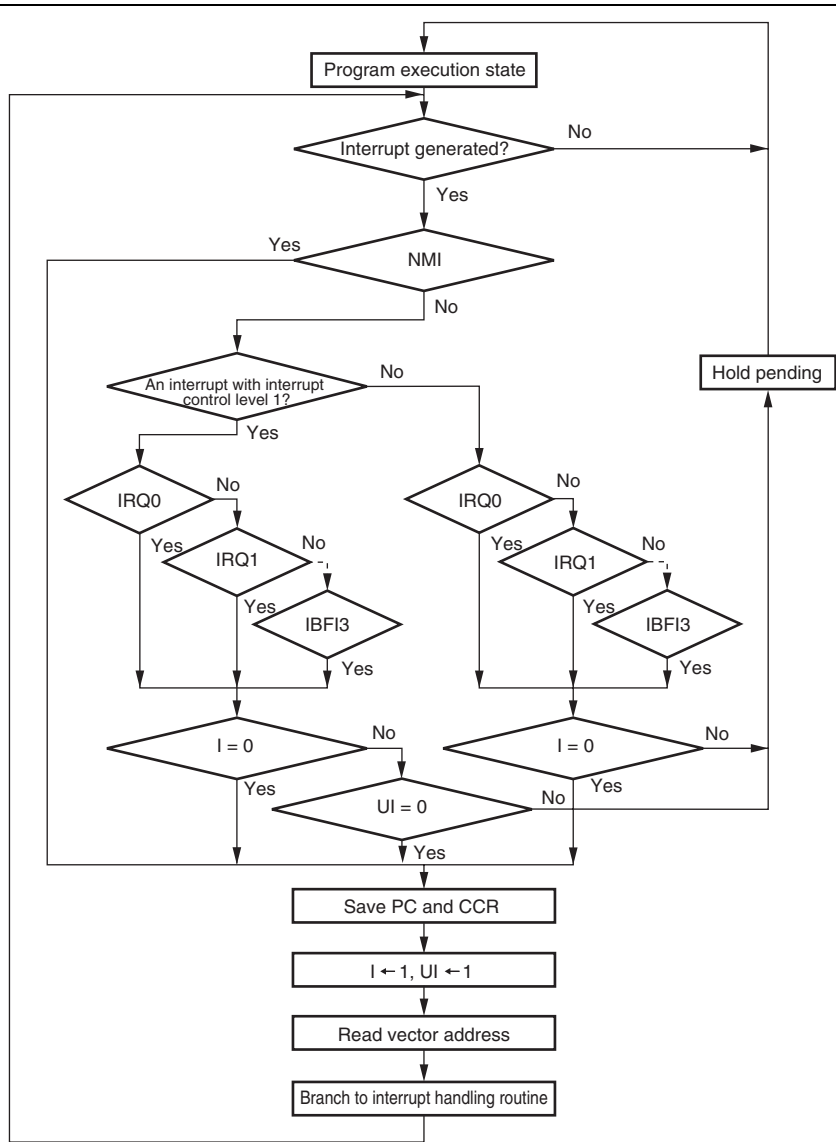 Program execution state
Interrupt generated?
No
Yes
Yes
NMI
No
An interrupt with interrupt
control level 1?
No
Hold pending
Yes
IRQ0
No
IRQ0
No
Yes
IRQ1
No
Yes
IRQ1
No
Yes
IBFI3
Yes
IBFI3
Yes
Yes
I = 0
No
I = 0
No
Yes
UI = 0
No
Yes
Yes
Save PC and CCR
I ← 1, UI ← 1
Read vector address
Branch to interrupt handling routine